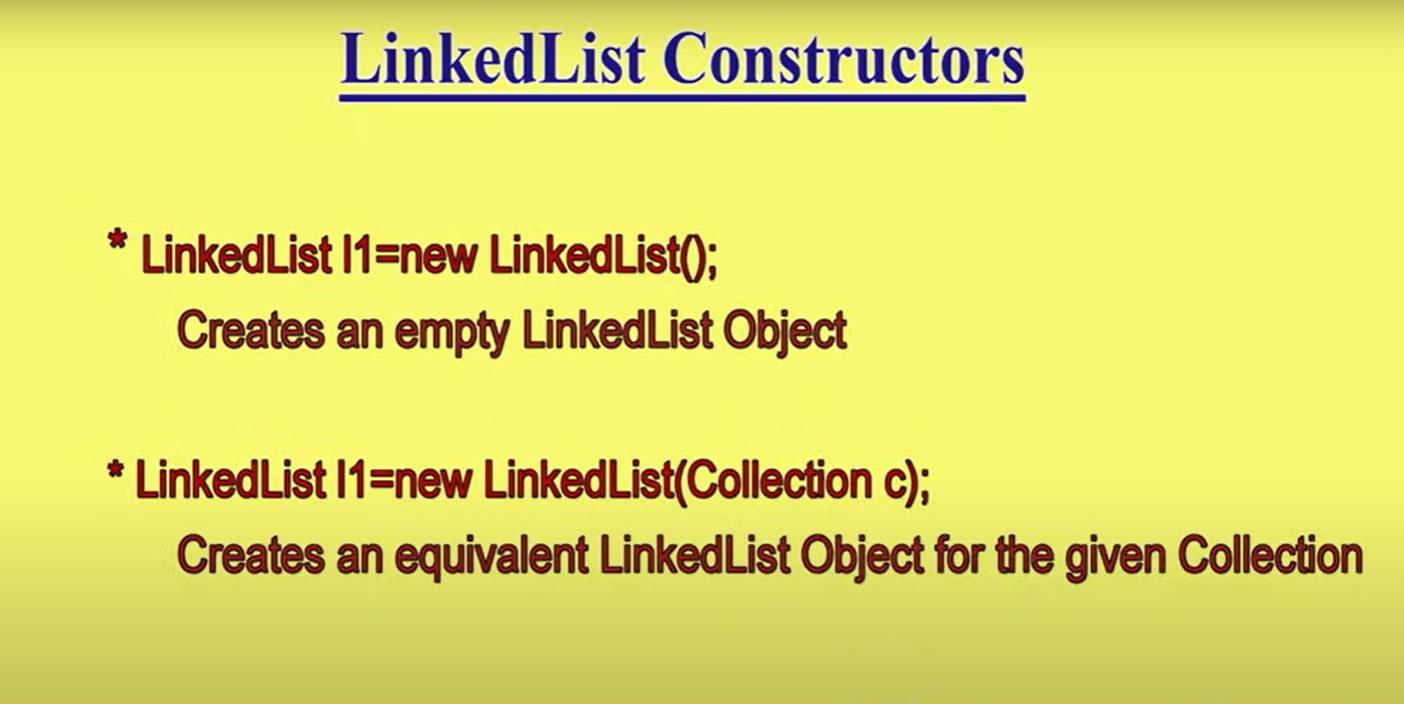 LinkedList Constructors
* LinkedList l1=new LinkedList();
Creates an empty LinkedList Object
* LinkedList l1=new LinkedList(Collection c);
Creates an equivalent LinkedList Object for the given Collection